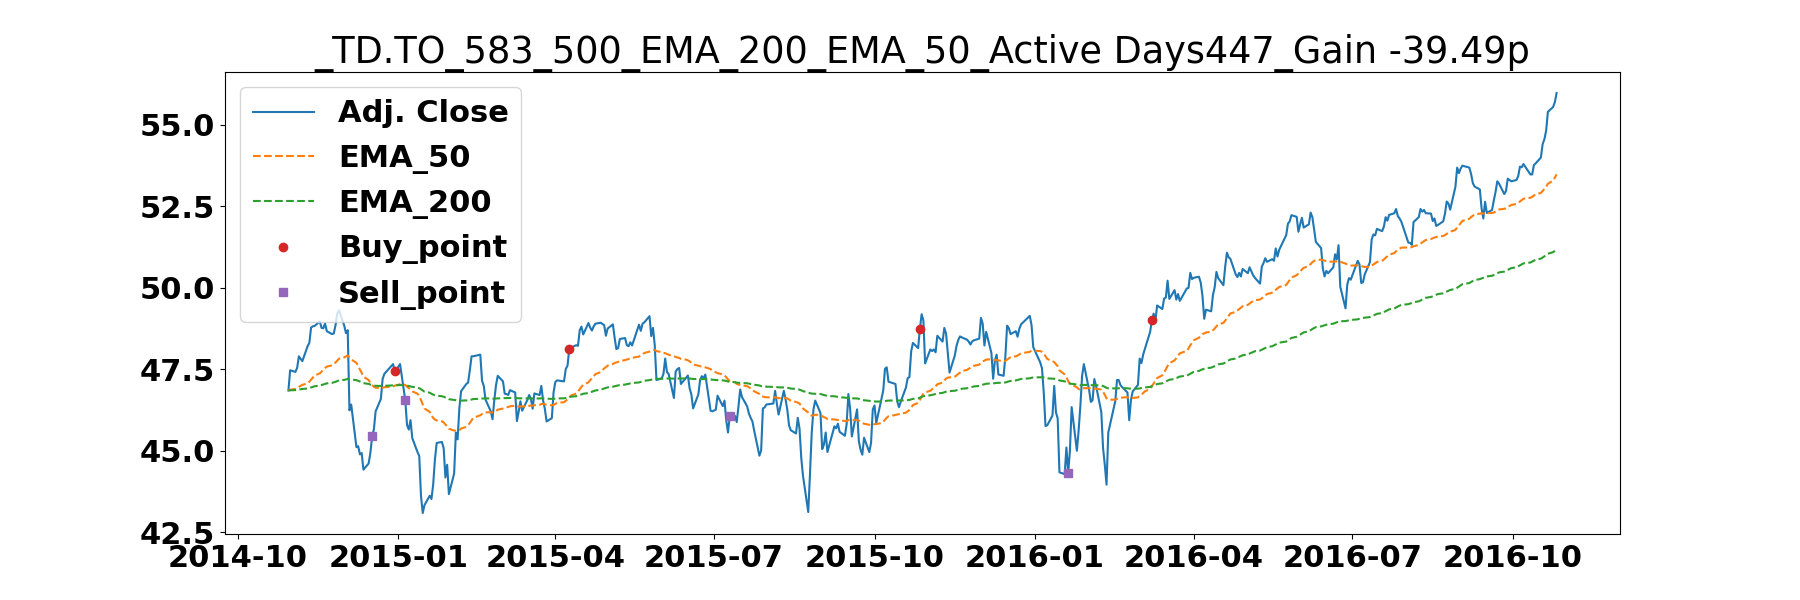 _TD.TO_583_500_EMA_200_EMA_50_Active Days447_Gain -39.49p
Adj. Close
EMA_50
EMA_200
Buy_point
Sell_point
55.0
52.5
50.0
47.5
45.0
42.5
2014-10 2015-01 2015-04 2015-07 2015-10 2016-01 2016-04 2016-07 2016-10